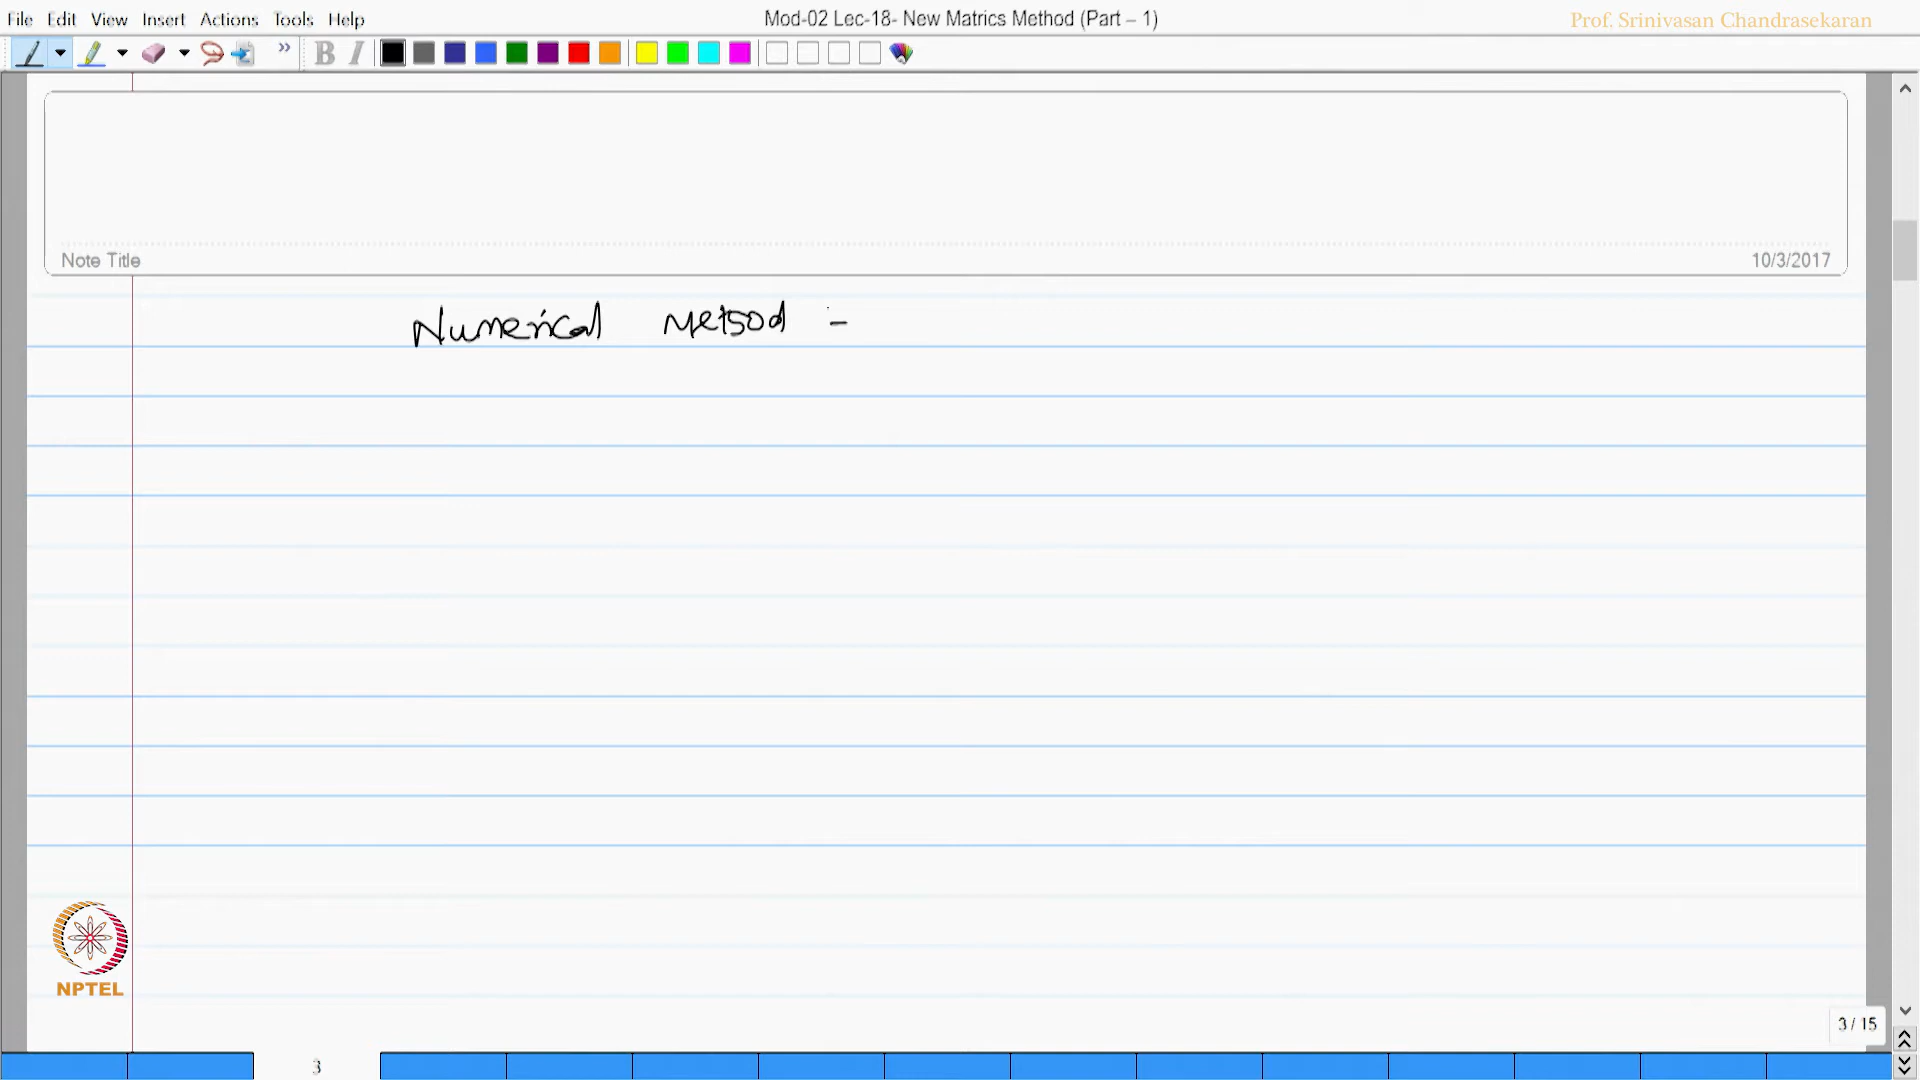 File Edit View Insert Actions Tools Help
Mod-02 Lec-18- New Matrics Method (Part – 1)
Prof. Srinivasan Chandrasekaran
B I
Note Title
10/3/2017
Numerical Method -
NPTEL
3 / 15
3